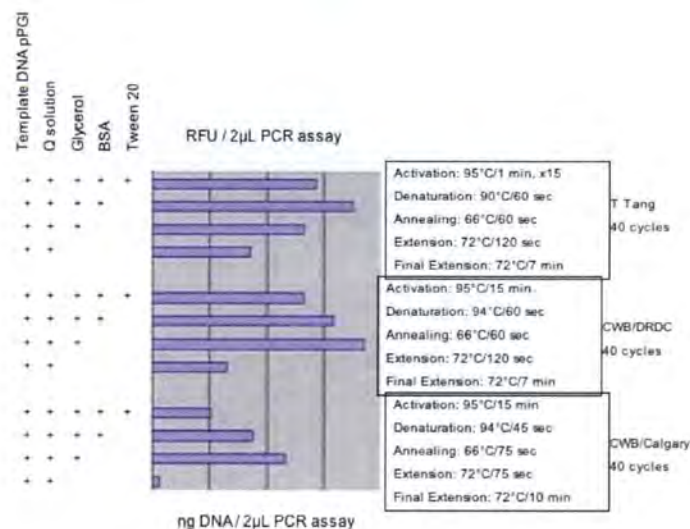 Template DNA pPGI
Q solution
Glycerol
BSA
Tween 20
RFU / 2µL PCR assay
+ + + + +
+ + + +
+ + +
+ +
+ + + + +
+ + + +
+ + +
+ +
+ + + + +
+ + + +
+ + +
+ +
Activation: 95°C/1 min, x15
Denaturation: 90°C/60 sec
Annealing: 66°C/60 sec
Extension: 72°C/120 sec
Final Extension: 72°C/7 min
T Tang
40 cycles
Activation: 95°C/15 min
Denaturation: 94°C/60 sec
Annealing: 66°C/60 sec
Extension: 72°C/120 sec
Final Extension: 72°C/7 min
CWB/DRDC
40 cycles
Activation: 95°C/15 min
Denaturation: 94°C/45 sec
Annealing: 66°C/75 sec
Extension: 72°C/75 sec
Final Extension: 72°C/10 min
CWB/Calgary
40 cycles
ng DNA / 2µL PCR assay